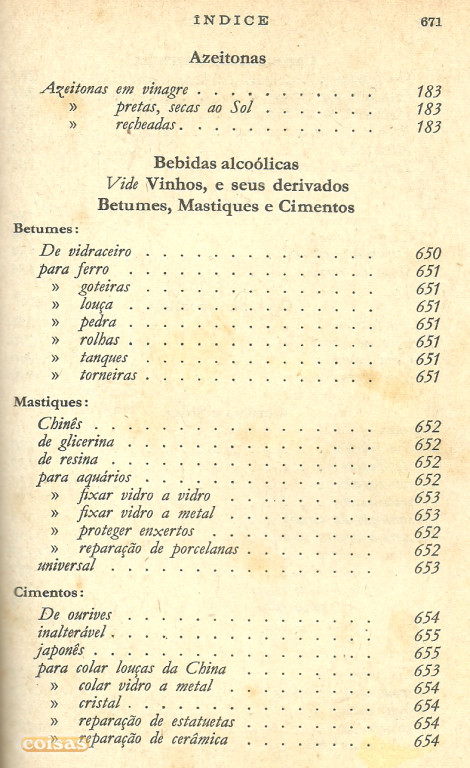 ÍNDICE 671
Azeitonas
Azeitonas em vinagre . . . . . . . . . . . 183
» pretas, secas ao Sol . . . . . . . 183
» recheadas . . . . . . . . . . . 183
Bebidas alcoólicas
Vide Vinhos, e seus derivados
Betumes, Mastiques e Cimentos
Betumes:
De vidraceiro . . . . . . . . . . . . 650
para ferro . . . . . . . . . . . . . 651
» goteiras . . . . . . . . . . . . 651
» louça . . . . . . . . . . . . . 651
» pedra . . . . . . . . . . . . . 651
» rolhas . . . . . . . . . . . . . 651
» tanques . . . . . . . . . . . . 651
» torneiras . . . . . . . . . . . . 651
Mastiques:
Chinês . . . . . . . . . . . . . . 652
de glicerina . . . . . . . . . . . . . 652
de resina . . . . . . . . . . . . . 652
para aquários . . . . . . . . . . . . 652
» fixar vidro a vidro . . . . . . . . 653
» fixar vidro a metal . . . . . . . . 653
» proteger enxertos . . . . . . . . . 652
» reparação de porcelanas . . . . . . . 652
universal . . . . . . . . . . . . . 653
Cimentos:
De ourives . . . . . . . . . . . . . 654
inalterável . . . . . . . . . . . . . 655
japonês . . . . . . . . . . . . . . 655
para colar louças da China . . . . . . . . 653
» colar vidro a metal . . . . . . . . 654
» cristal . . . . . . . . . . . . . 654
» reparação de estatuetas . . . . . . . 654
» reparação de cerâmica . . . . . . . 654
coisas